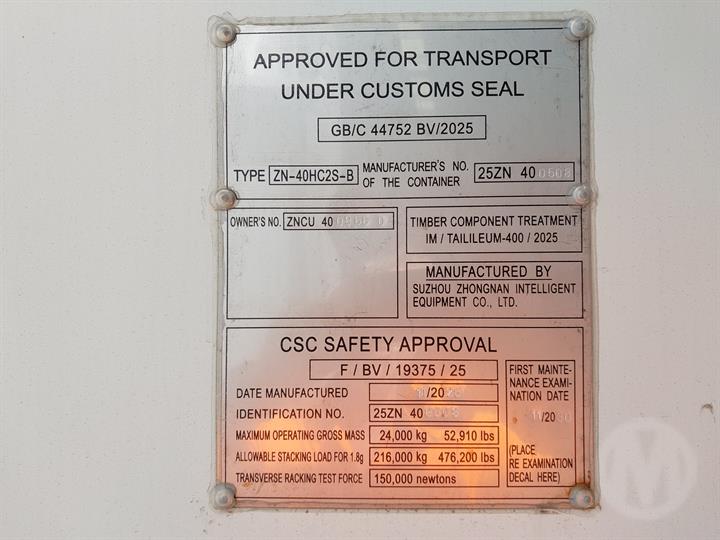 APPROVED FOR TRANSPORT
UNDER CUSTOMS SEAL
GB/C 44752 BV/2025
TYPE ZN-40HC2S-B MANUFACTURER'S NO. OF THE CONTAINER 25ZN 40
OWNER'S NO. ZNCU 40
TIMBER COMPONENT TREATMENT
IM / TAILILEUM-400 / 2025
MANUFACTURED BY
SUZHOU ZHONGNAN INTELLIGENT
EQUIPMENT CO., LTD.
CSC SAFETY APPROVAL
F / BV / 19375 / 25
DATE MANUFACTURED
IDENTIFICATION NO. 25ZN 40
MAXIMUM OPERATING GROSS MASS 24,000 kg 52,910 lbs
ALLOWABLE STACKING LOAD FOR 1.8g 216,000 kg 476,200 lbs
TRANSVERSE RACKING TEST FORCE 150,000 newtons
FIRST MAINTE-
NANCE EXAMI-
NATION DATE
(PLACE
RE EXAMINATION
DECAL HERE)
M